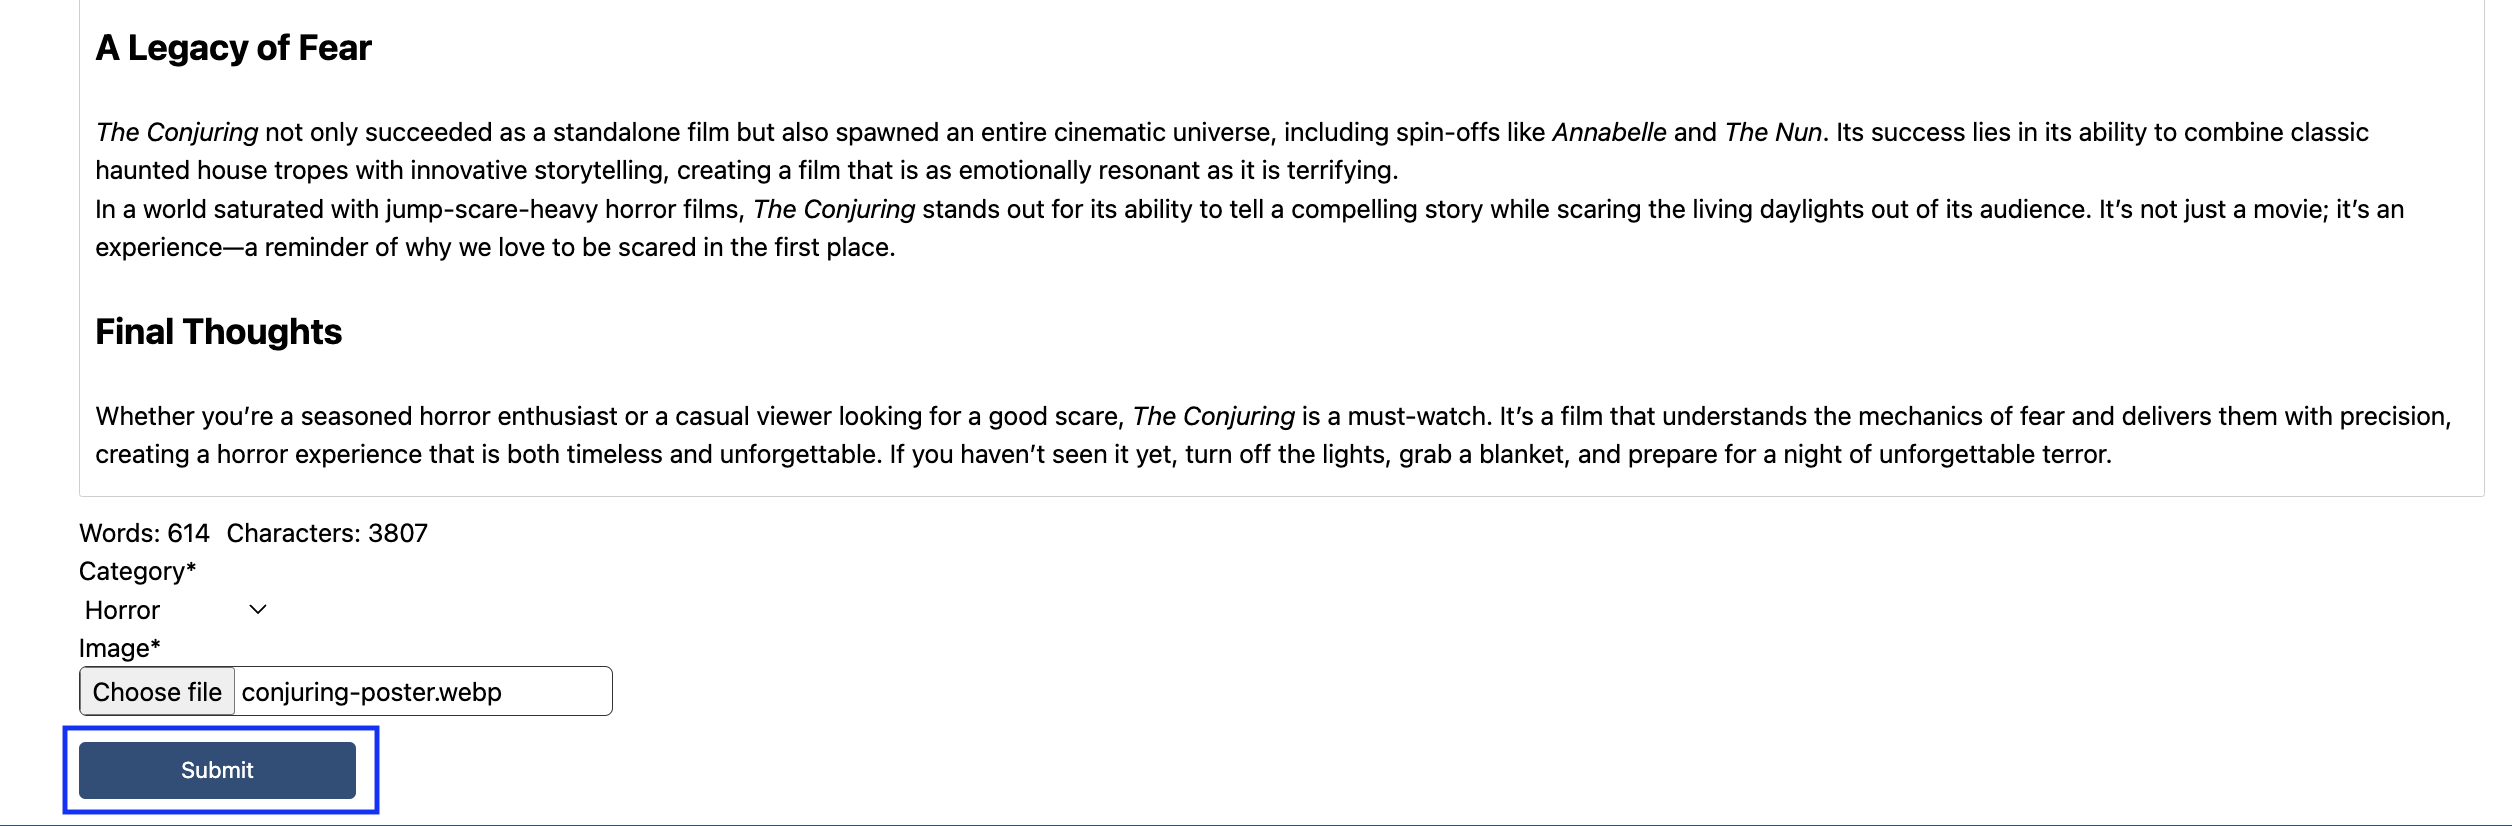 A Legacy of Fear
The Conjuring not only succeeded as a standalone film but also spawned an entire cinematic universe, including spin-offs like Annabelle and The Nun. Its success lies in its ability to combine classic
haunted house tropes with innovative storytelling, creating a film that is as emotionally resonant as it is terrifying.
In a world saturated with jump-scare-heavy horror films, The Conjuring stands out for its ability to tell a compelling story while scaring the living daylights out of its audience. It’s not just a movie; it’s an
experience—a reminder of why we love to be scared in the first place.
Final Thoughts
Whether you’re a seasoned horror enthusiast or a casual viewer looking for a good scare, The Conjuring is a must-watch. It’s a film that understands the mechanics of fear and delivers them with precision,
creating a horror experience that is both timeless and unforgettable. If you haven’t seen it yet, turn off the lights, grab a blanket, and prepare for a night of unforgettable terror.
Words: 614 Characters: 3807
Category*
Horror
Image*
Choose file conjuring-poster.webp
Submit